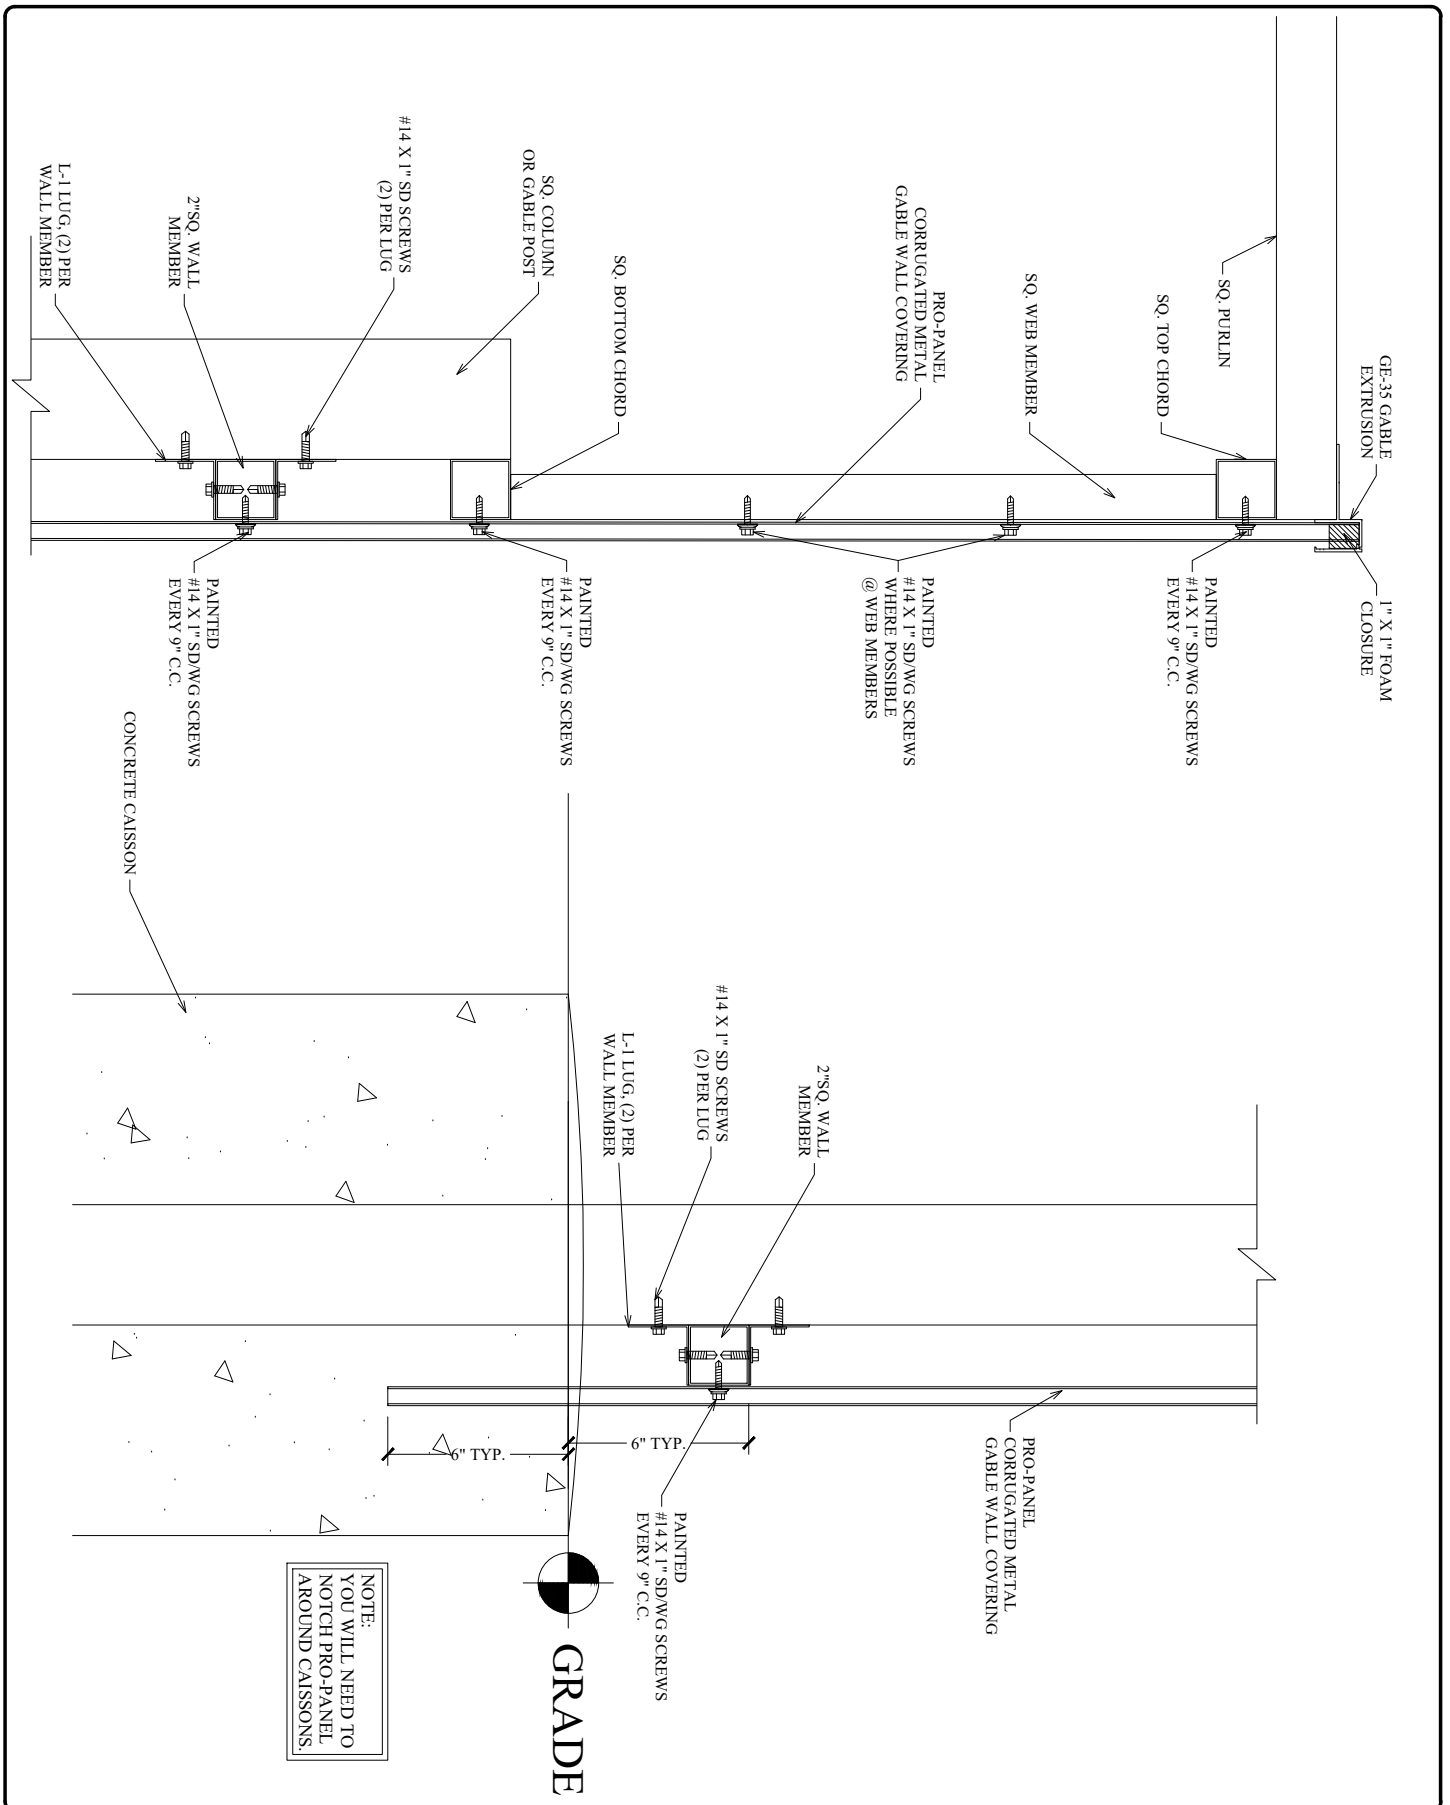 GE-35 GABLE
EXTRUSION
1" X 1" FOAM
CLOSURE
SQ. PURLIN
SQ. TOP CHORD
PAINTED
#14 X 1" SD/WG SCREWS
EVERY 9" C.C.
SQ. WEB MEMBER
PRO-PANEL
CORRUGATED METAL
GABLE WALL COVERING
PAINTED
#14 X 1" SD/WG SCREWS
WHERE POSSIBLE
@ WEB MEMBERS
SQ. BOTTOM CHORD
SQ. COLUMN
OR GABLE POST
PAINTED
#14 X 1" SD/WG SCREWS
EVERY 9" C.C.
#14 X 1" SD SCREWS
(2) PER LUG
2"SQ. WALL
MEMBER
L-1 LUG, (2) PER
WALL MEMBER
PAINTED
#14 X 1" SD/WG SCREWS
EVERY 9" C.C.
PRO-PANEL
CORRUGATED METAL
GABLE WALL COVERING
2"SQ. WALL
MEMBER
#14 X 1" SD SCREWS
(2) PER LUG
L-1 LUG, (2) PER
WALL MEMBER
PAINTED
#14 X 1" SD/WG SCREWS
EVERY 9" C.C.
6" TYP.
6" TYP.
GRADE
CONCRETE CAISSON
NOTE:
YOU WILL NEED TO
NOTCH PRO-PANEL
AROUND CAISSONS.